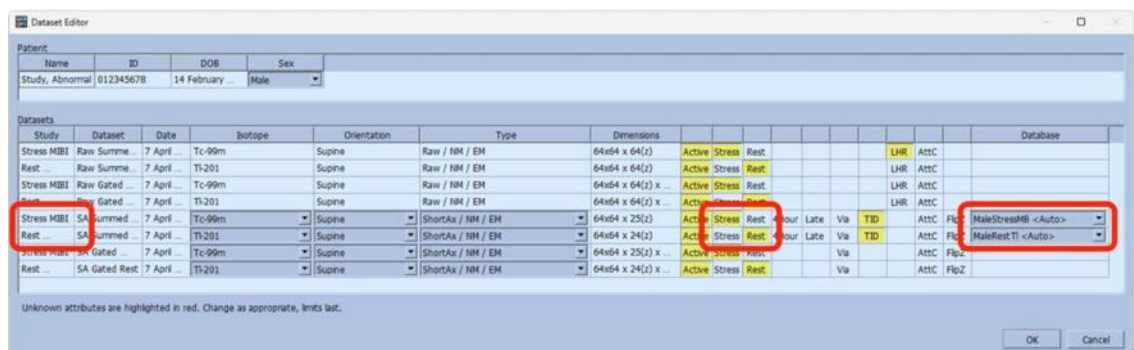 Dataset Editor
Patient
Name ID DOB Sex
Study, Abnormal 012345678 14 February ... Male
Datasets
Study Dataset Date Isotope Orientation Type Dimensions Database
Stress MIBI Raw Summe... 7 April ... Tc-99m Supine Raw / NM / EM 64x64 x 64(z) Active Stress Rest LHR AttC
Rest ... Raw Summe... 7 April ... Tl-201 Supine Raw / NM / EM 64x64 x 64(z) Active Stress Rest LHR AttC
Stress MIBI Raw Gated ... 7 April ... Tc-99m Supine Raw / NM / EM 64x64 x 64(z) x ... Active Stress Rest LHR AttC
Rest ... Raw Gated ... 7 April ... Tl-201 Supine Raw / NM / EM 64x64 x 64(z) x ... Active Stress Rest LHR AttC
Stress MIBI SA Summed ... 7 April ... Tc-99m Supine ShortAx / NM / EM 64x64 x 25(z) Active Stress Rest 4Hour Late Via TID AttC FlipZ MaleStressMB <Auto>
Rest ... SA Summed ... 7 April ... Tl-201 Supine ShortAx / NM / EM 64x64 x 24(z) Active Stress Rest 4Hour Late Via TID AttC FlipZ MaleRestTl <Auto>
Stress MIBI SA Gated ... 7 April ... Tc-99m Supine ShortAx / NM / EM 64x64 x 25(z) x ... Active Stress Rest Via AttC FlipZ
Rest ... SA Gated Rest 7 April ... Tl-201 Supine ShortAx / NM / EM 64x64 x 24(z) x ... Active Stress Rest Via AttC FlipZ
Unknown attributes are highlighted in red. Change as appropriate, limits last.
OK Cancel